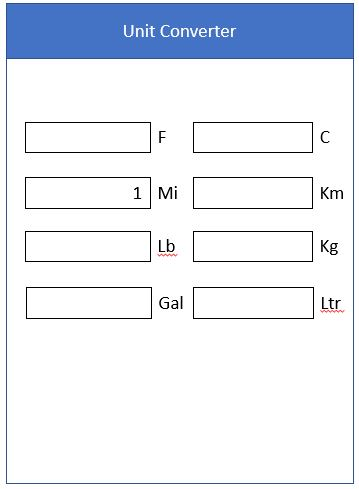 Unit Converter
F C
1 Mi Km
Lb Kg
Gal Ltr